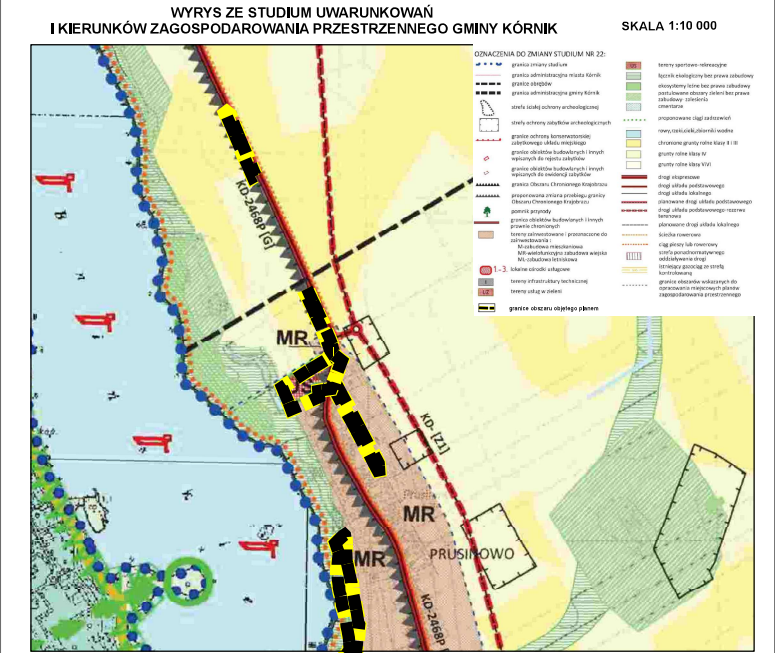 WYRYS ZE STUDIUM UWARUNKOWAŃ
I KIERUNKÓW ZAGOSPODAROWANIA PRZESTRZENNEGO GMINY KÓRNIK
SKALA 1:10 000
OZNACZENIA DO ZMIANY STUDIUM NR 22:
granica zmiany studium
granica administracyjna miasta Kórnik
granice obrębów
granica administracyjna gminy Kórnik
strefa ścisłej ochrony archeologicznej
strefy ochrony zabytków archeologicznych
granice ochrony konserwatorskiej
zabytkowego układu miejskiego
granice obiektów budowlanych i innych
wpisanych do rejestu zabytków
granice obiektów budowlanych i innych
wpisanych do ewidencji zabytków
granica Obszaru Chronionego Krajobrazu
proponowana zmiana przebiegu granicy
Obszaru Chronionego Krajobrazu
pomnik przyrody
granice obiektów budowlanych i innych
prawnie chronionych
tereny zainwestowane i przeznaczone do
zainwestowania :
M-zabudowa mieszkaniowa
MR-wielofunkcyjna zabudowa wiejska
ML-zabudowa letniskowa
1.-3. lokalne ośrodki usługowe
tereny infrastruktury technicznej
UZ tereny usług w zieleni
granice obszaru objętego planem
US tereny sportowo-rekreacyjne
łącznik ekologiczny bez prawa zabudowy
ekosystemy leśne bez prawa zabudowy
postulowane obszary zieleni bez prawa
zabudowy- zalesienia
cmentarze
proponowane ciągi zadrzewień
rowy,rzeki,cieki,zbiorniki wodne
chronione grunty rolne klasy II i III
grunty rolne klasy IV
grunty rolne klasy V i VI
drogi ekspresowe
drogi układu podstawowego
drogi układu lokalnego
planowane drogi układu podstawowego
drogi układu podstawowego-rezerwa
terenowa
planowane drogi układu lokalnego
ścieżka rowerowa
ciąg pieszy lub rowerowy
strefa ponadnormatywnego
oddziaływania drogi
istniejący gazociąg ze strefą
kontrolowaną
granice obszarów wskazanych do
opracowania miejscowych planów
zagospodarowania przestrzennego
KD-2468P [G]
MR
KD- [Z1]
MR
PRUSINOWO
MR
KD-2468P